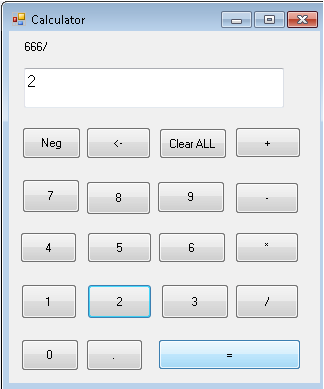 Calculator
666/
2
Neg <- Clear ALL +
7 8 9 -
4 5 6 *
1 2 3 /
0 . =